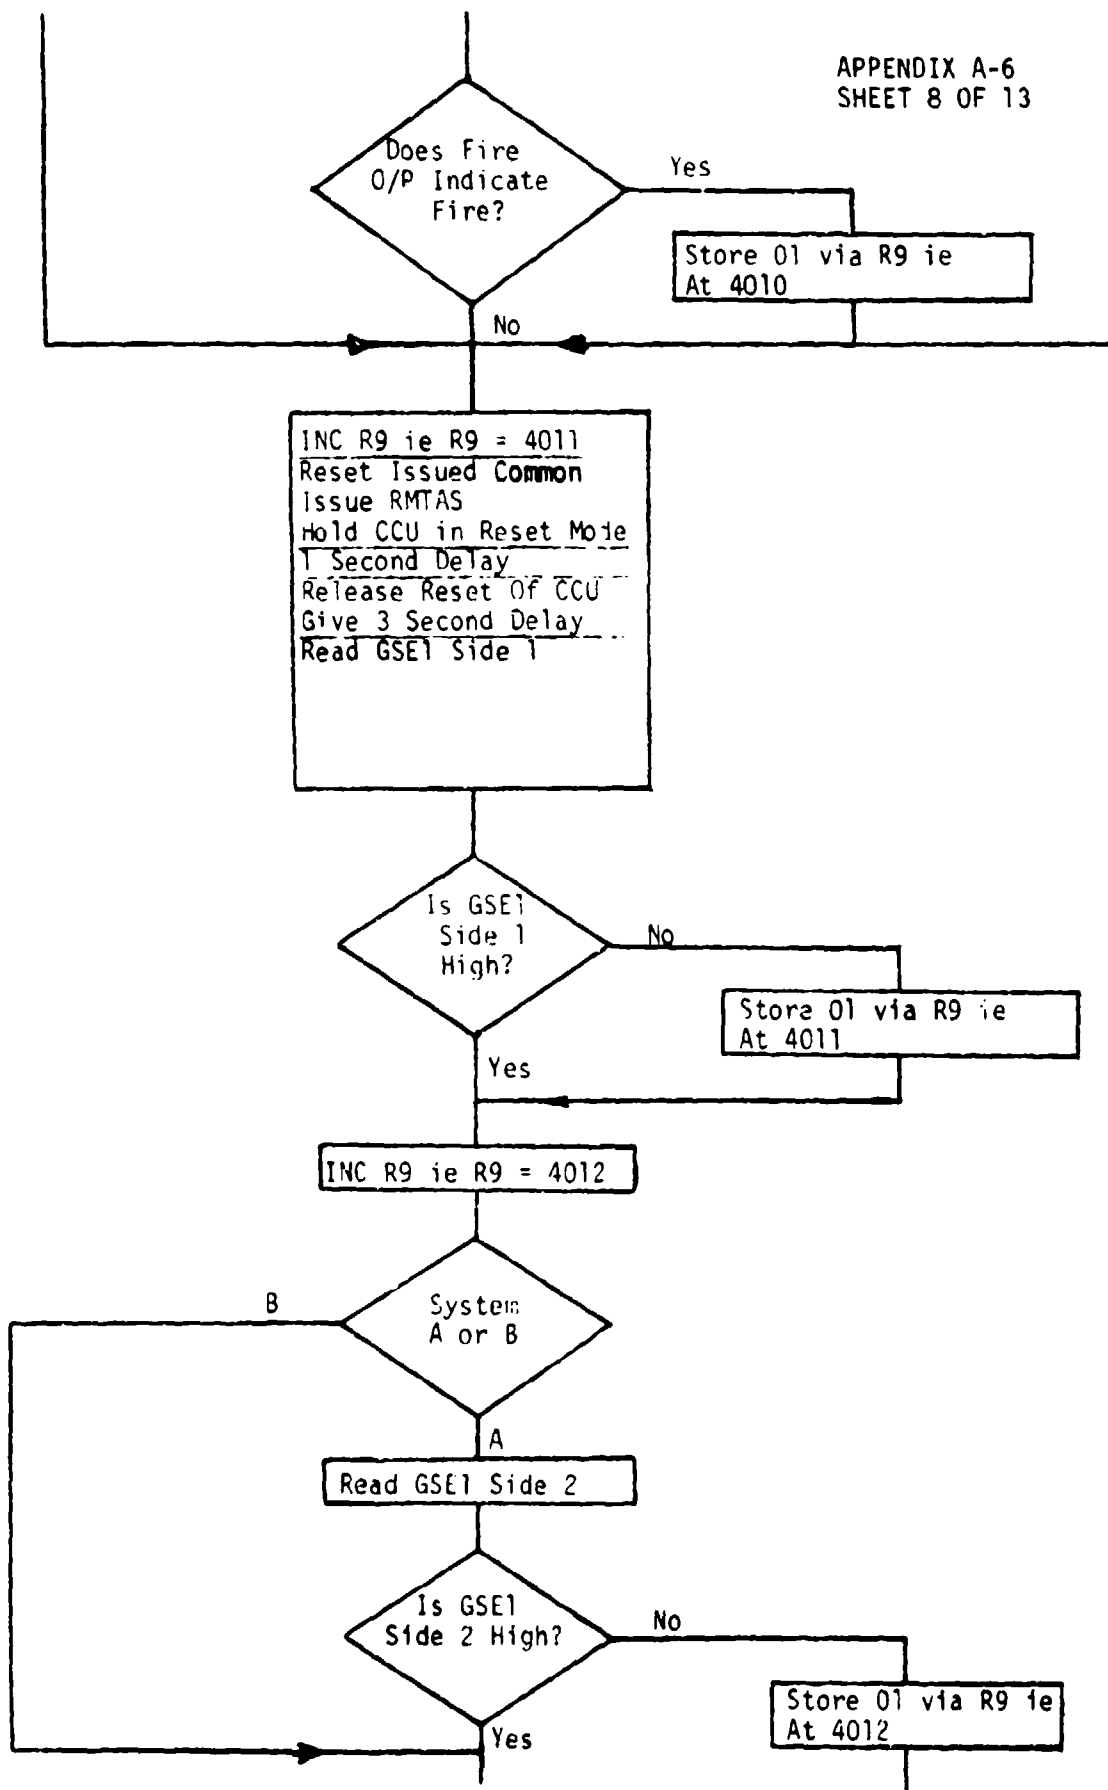 APPENDIX A-6
SHEET 8 OF 13
Does Fire
O/P Indicate
Fire?
Yes
Store 01 via R9 ie
At 4010
No
INC R9 ie R9 = 4011
Reset Issued Common
Issue RMTAS
Hold CCU in Reset Mode
1 Second Delay
Release Reset Of CCU
Give 3 Second Delay
Read GSE1 Side 1
Is GSE1
Side 1
High?
No
Store 01 via R9 ie
At 4011
Yes
INC R9 ie R9 = 4012
B
System
A or B
A
Read GSE1 Side 2
Is GSE1
Side 2 High?
No
Store 01 via R9 ie
At 4012
Yes